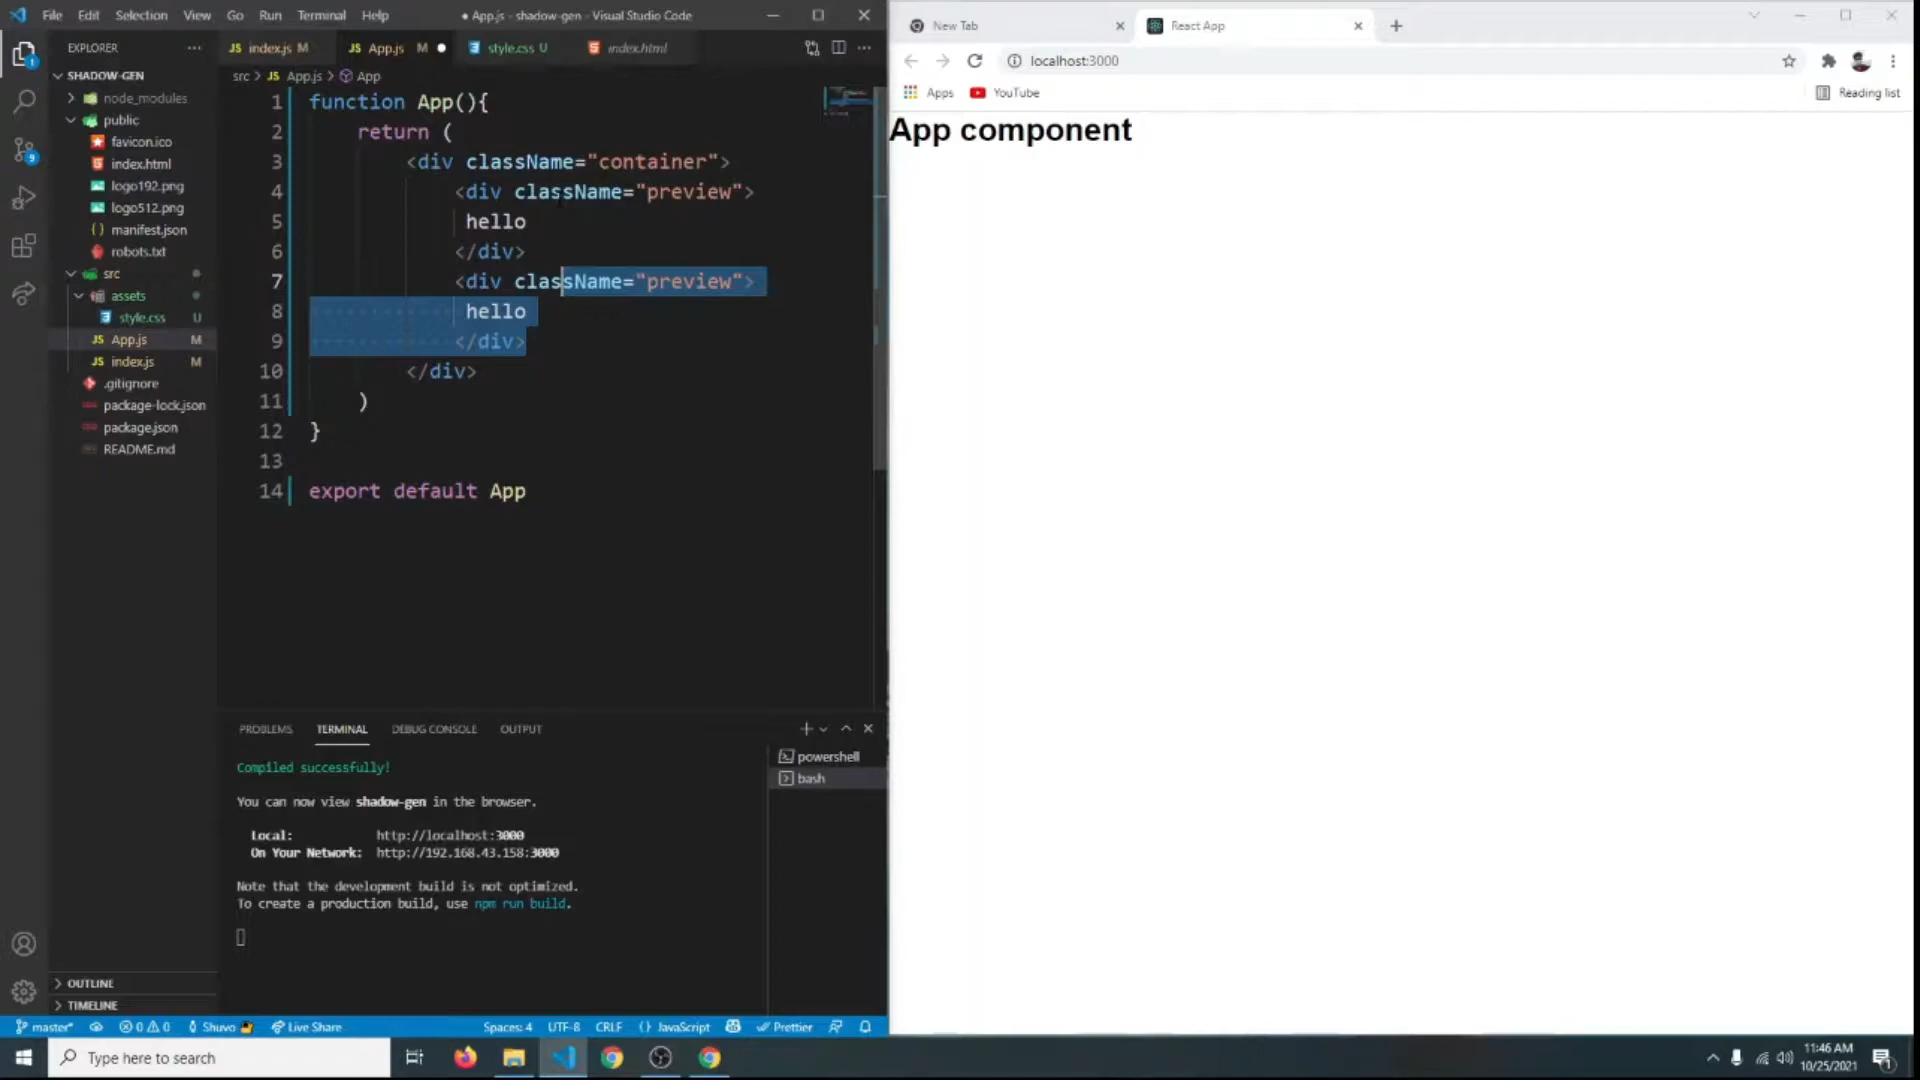 File Edit Selection View Go Run Terminal Help
● App.js - shadow-gen - Visual Studio Code
EXPLORER
SHADOW-GEN
node_modules
public
favicon.ico
index.html
logo192.png
logo512.png
manifest.json
robots.txt
src
assets
style.css U
App.js M
index.js M
.gitignore
package-lock.json
package.json
README.md
OUTLINE
TIMELINE
JS index.js M
JS App.js M ●
style.css U
index.html
src > JS App.js > App
1 function App(){
2 return (
3 <div className="container">
4 <div className="preview">
5 hello
6 </div>
7 <div className="preview">
8 hello
9 </div>
10 </div>
11 )
12 }
13
14 export default App
PROBLEMS TERMINAL DEBUG CONSOLE OUTPUT
Compiled successfully!
You can now view shadow-gen in the browser.
Local: http://localhost:3000
On Your Network: http://192.168.43.158:3000
Note that the development build is not optimized.
To create a production build, use npm run build.
powershell
bash
master* 0 0 Shuvo Live Share
Spaces: 4 UTF-8 CRLF {} JavaScript Prettier
New Tab
React App
localhost:3000
Apps YouTube Reading list
App component
Type here to search
11:46 AM
10/25/2021